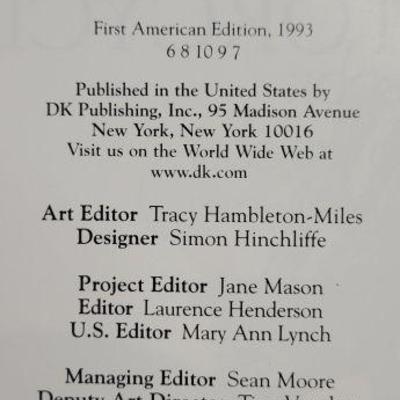 First American Edition, 1993
6 8 10 9 7
Published in the United States by
DK Publishing, Inc., 95 Madison Avenue
New York, New York 10016
Visit us on the World Wide Web at
www.dk.com
Art Editor Tracy Hambleton-Miles
Designer Simon Hinchliffe
Project Editor Jane Mason
Editor Laurence Henderson
U.S. Editor Mary Ann Lynch
Managing Editor Sean Moore
Deputy Art Director